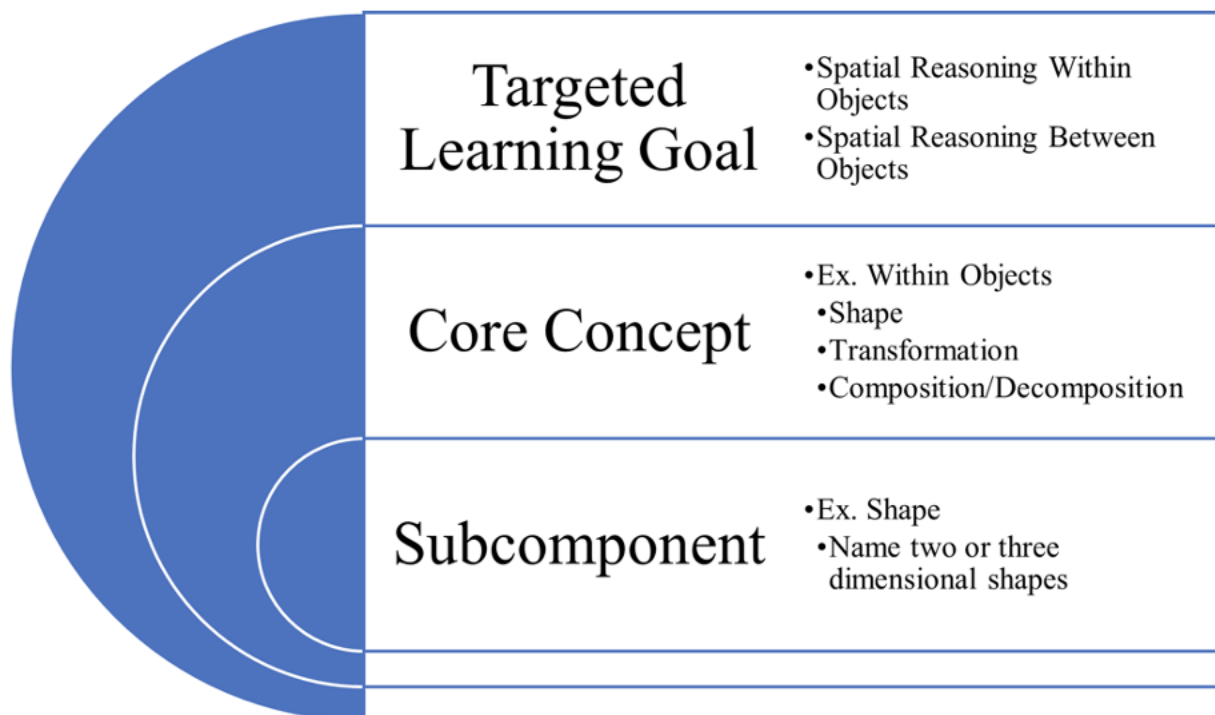 Targeted
Learning Goal
•Spatial Reasoning Within
Objects
•Spatial Reasoning Between
Objects
Core Concept
•Ex. Within Objects
•Shape
•Transformation
•Composition/Decomposition
Subcomponent
•Ex. Shape
•Name two or three
dimensional shapes